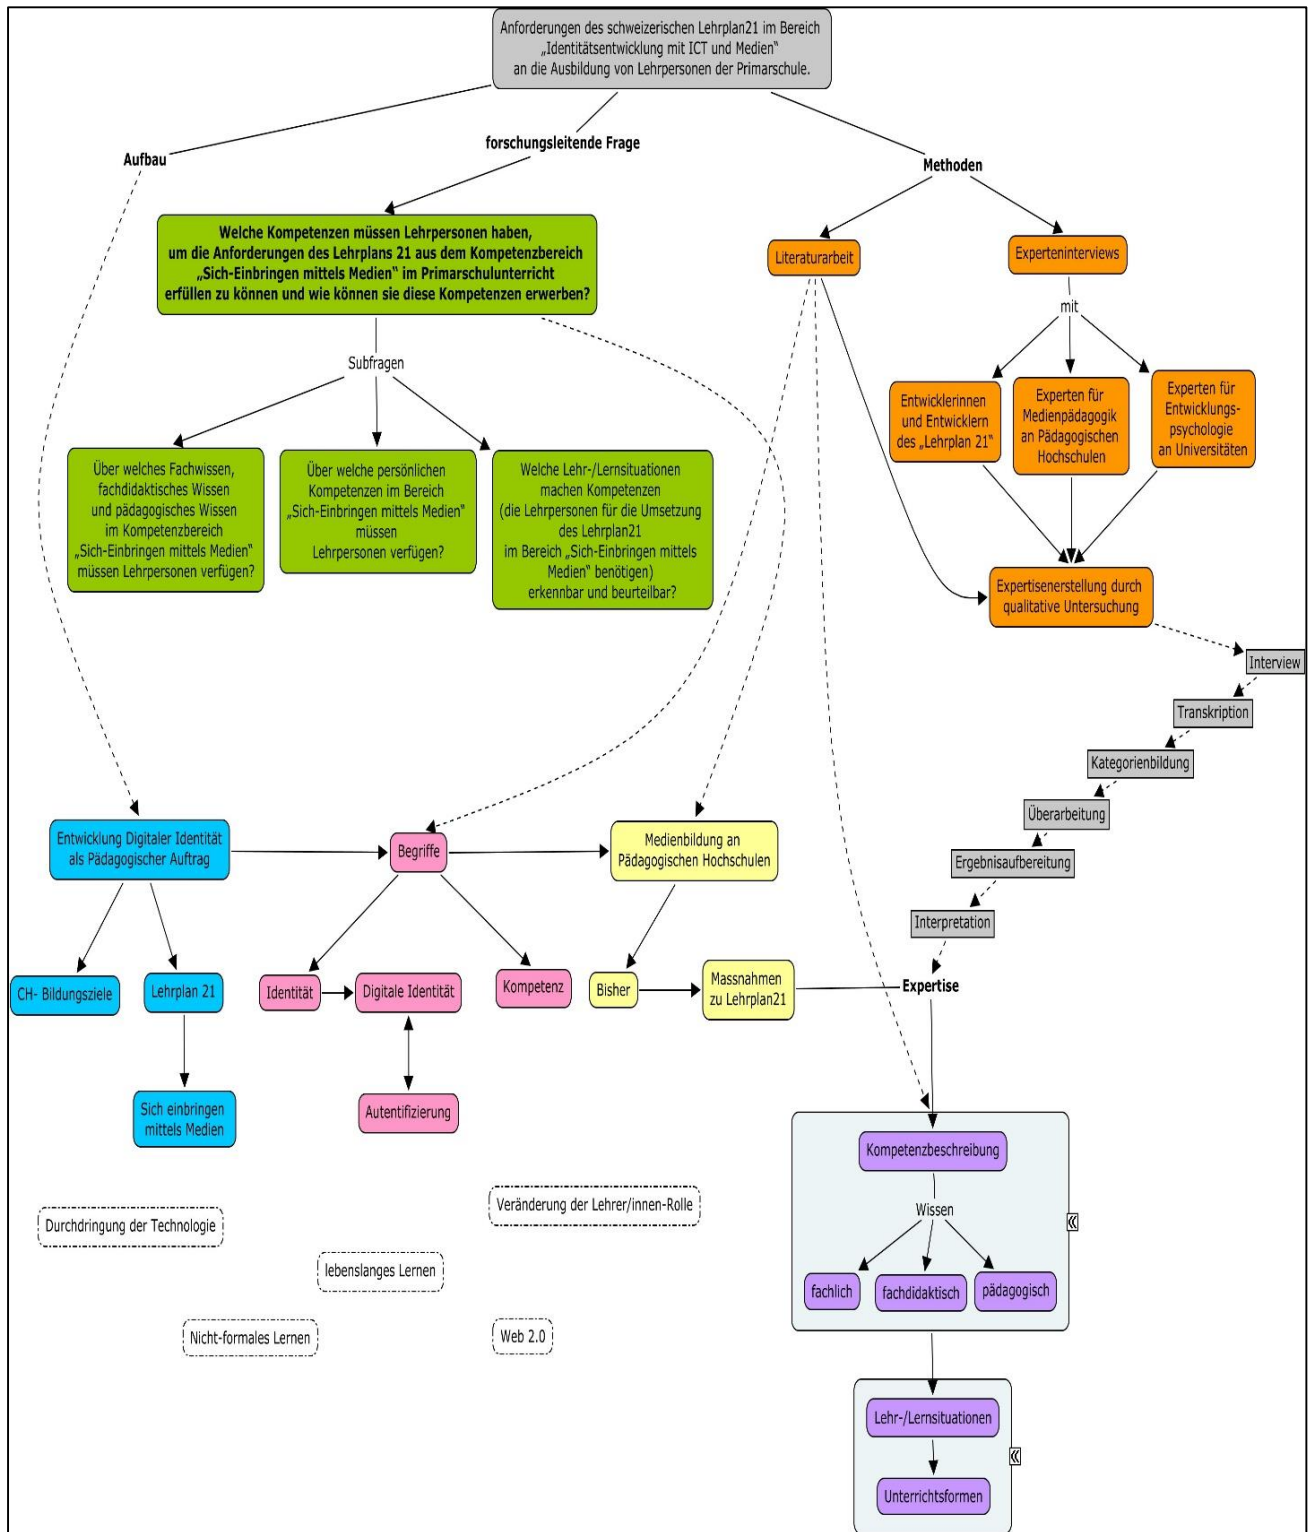 Anforderungen des schweizerischen Lehrplan21 im Bereich
„Identitätsentwicklung mit ICT und Medien“
an die Ausbildung von Lehrpersonen der Primarschule.
Aufbau
forschungsleitende Frage
Methoden
Welche Kompetenzen müssen Lehrpersonen haben,
um die Anforderungen des Lehrplans 21 aus dem Kompetenzbereich
„Sich-Einbringen mittels Medien“ im Primarschulunterricht
erfüllen zu können und wie können sie diese Kompetenzen erwerben?
Literaturarbeit
Experteninterviews
mit
Subfragen
Entwicklerinnen
und Entwicklern
des „Lehrplan 21“
Experten für
Medienpädagogik
an Pädagogischen
Hochschulen
Experten für
Entwicklungs-
psychologie
an Universitäten
Über welches Fachwissen,
fachdidaktisches Wissen
und pädagogisches Wissen
im Kompetenzbereich
„Sich-Einbringen mittels Medien“
müssen Lehrpersonen verfügen?
Über welche persönlichen
Kompetenzen im Bereich
„Sich-Einbringen mittels Medien“
müssen
Lehrpersonen verfügen?
Welche Lehr-/Lernsituationen
machen Kompetenzen
(die Lehrpersonen für die Umsetzung
des Lehrplan21
im Bereich „Sich-Einbringen mittels
Medien“ benötigen)
erkennbar und beurteilbar?
Expertisenerstellung durch
qualitative Untersuchung
Interview
Transkription
Kategorienbildung
Überarbeitung
Ergebnisaufbereitung
Interpretation
Expertise
Entwicklung Digitaler Identität
als Pädagogischer Auftrag
Begriffe
Medienbildung an
Pädagogischen Hochschulen
CH- Bildungsziele
Lehrplan 21
Identität
Digitale Identität
Kompetenz
Bisher
Massnahmen
zu Lehrplan21
Sich einbringen
mittels Medien
Autentifizierung
Kompetenzbeschreibung
Wissen
fachlich
fachdidaktisch
pädagogisch
Veränderung der Lehrer/innen-Rolle
Durchdringung der Technologie
lebenslanges Lernen
Nicht-formales Lernen
Web 2.0
Lehr-/Lernsituationen
Unterrichtsformen